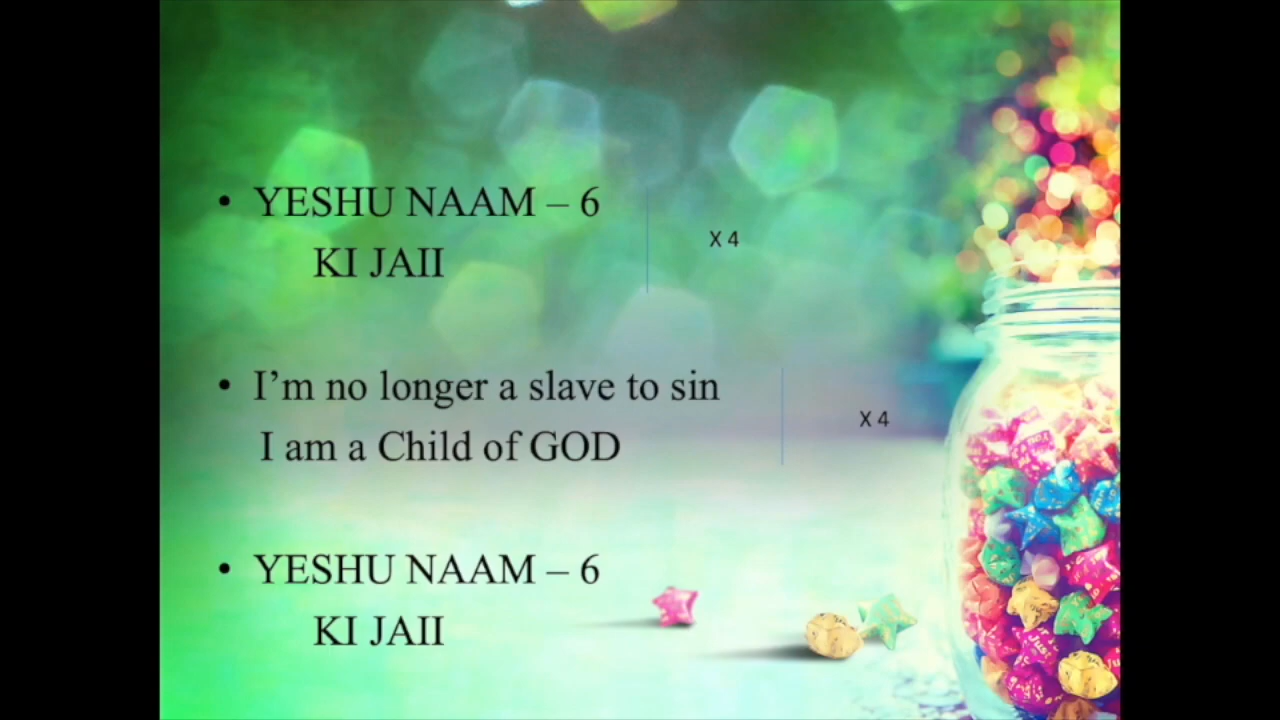 • YESHU NAAM – 6
KI JAII
X 4
• I'm no longer a slave to sin
I am a Child of GOD
X 4
• YESHU NAAM – 6
KI JAII